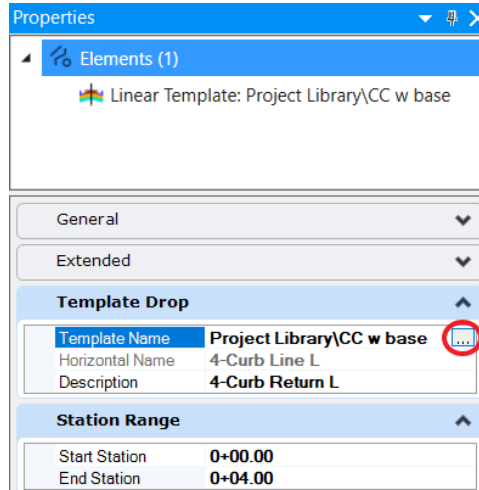 Properties
Elements (1)
Linear Template: Project Library\CC w base
General
Extended
Template Drop
Template Name Project Library\CC w base ...
Horizontal Name 4-Curb Line L
Description 4-Curb Return L
Station Range
Start Station 0+00.00
End Station 0+04.00